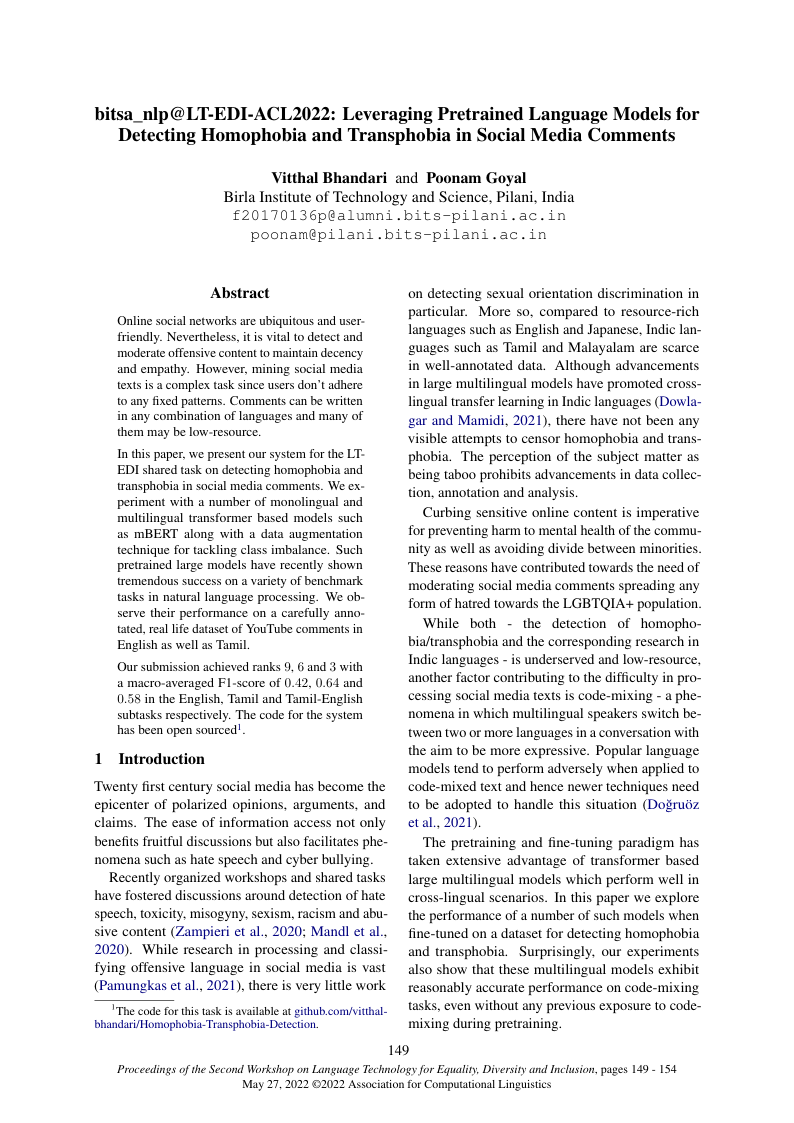 bitsa_nlp@LT-EDI-ACL2022: Leveraging Pretrained Language Models for
Detecting Homophobia and Transphobia in Social Media Comments
Vitthal Bhandari and Poonam Goyal
Birla Institute of Technology and Science, Pilani, India
f20170136p@alumni.bits-pilani.ac.in
poonam@pilani.bits-pilani.ac.in
Abstract
Online social networks are ubiquitous and user-
friendly. Nevertheless, it is vital to detect and
moderate offensive content to maintain decency
and empathy. However, mining social media
texts is a complex task since users don't adhere
to any fixed patterns. Comments can be written
in any combination of languages and many of
them may be low-resource.
In this paper, we present our system for the LT-
EDI shared task on detecting homophobia and
transphobia in social media comments. We ex-
periment with a number of monolingual and
multilingual transformer based models such
as mBERT along with a data augmentation
technique for tackling class imbalance. Such
pretrained large models have recently shown
tremendous success on a variety of benchmark
tasks in natural language processing. We ob-
serve their performance on a carefully anno-
tated, real life dataset of YouTube comments in
English as well as Tamil.
Our submission achieved ranks 9, 6 and 3 with
a macro-averaged F1-score of 0.42, 0.64 and
0.58 in the English, Tamil and Tamil-English
subtasks respectively. The code for the system
has been open sourced1.
1 Introduction
Twenty first century social media has become the
epicenter of polarized opinions, arguments, and
claims. The ease of information access not only
benefits fruitful discussions but also facilitates phe-
nomena such as hate speech and cyber bullying.
Recently organized workshops and shared tasks
have fostered discussions around detection of hate
speech, toxicity, misogyny, sexism, racism and abu-
sive content (Zampieri et al., 2020; Mandl et al.,
2020). While research in processing and classi-
fying offensive language in social media is vast
(Pamungkas et al., 2021), there is very little work
1The code for this task is available at github.com/vitthal-
bhandari/Homophobia-Transphobia-Detection.
on detecting sexual orientation discrimination in
particular. More so, compared to resource-rich
languages such as English and Japanese, Indic lan-
guages such as Tamil and Malayalam are scarce
in well-annotated data. Although advancements
in large multilingual models have promoted cross-
lingual transfer learning in Indic languages (Dowla-
gar and Mamidi, 2021), there have not been any
visible attempts to censor homophobia and trans-
phobia. The perception of the subject matter as
being taboo prohibits advancements in data collec-
tion, annotation and analysis.
Curbing sensitive online content is imperative
for preventing harm to mental health of the commu-
nity as well as avoiding divide between minorities.
These reasons have contributed towards the need of
moderating social media comments spreading any
form of hatred towards the LGBTQIA+ population.
While both - the detection of homopho-
bia/transphobia and the corresponding research in
Indic languages - is underserved and low-resource,
another factor contributing to the difficulty in pro-
cessing social media texts is code-mixing - a phe-
nomena in which multilingual speakers switch be-
tween two or more languages in a conversation with
the aim to be more expressive. Popular language
models tend to perform adversely when applied to
code-mixed text and hence newer techniques need
to be adopted to handle this situation (Doğruöz
et al., 2021).
The pretraining and fine-tuning paradigm has
taken extensive advantage of transformer based
large multilingual models which perform well in
cross-lingual scenarios. In this paper we explore
the performance of a number of such models when
fine-tuned on a dataset for detecting homophobia
and transphobia. Surprisingly, our experiments
also show that these multilingual models exhibit
reasonably accurate performance on code-mixing
tasks, even without any previous exposure to code-
mixing during pretraining.
149
Proceedings of the Second Workshop on Language Technology for Equality, Diversity and Inclusion, pages 149 - 154
May 27, 2022 ©2022 Association for Computational Linguistics